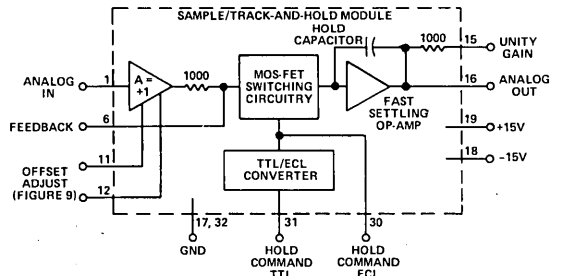 SAMPLE/TRACK-AND-HOLD MODULE
HOLD
CAPACITOR
1000
15
UNITY
GAIN
ANALOG
IN
1
A =
+1
1000
MOS-FET
SWITCHING
CIRCUITRY
16
ANALOG
OUT
FAST
SETTLING
OP-AMP
FEEDBACK
6
19
+15V
18
-15V
11
OFFSET
ADJUST
(FIGURE 9)
12
TTL/ECL
CONVERTER
17, 32
31
30
GND
HOLD
COMMAND
TTL
HOLD
COMMAND
ECL